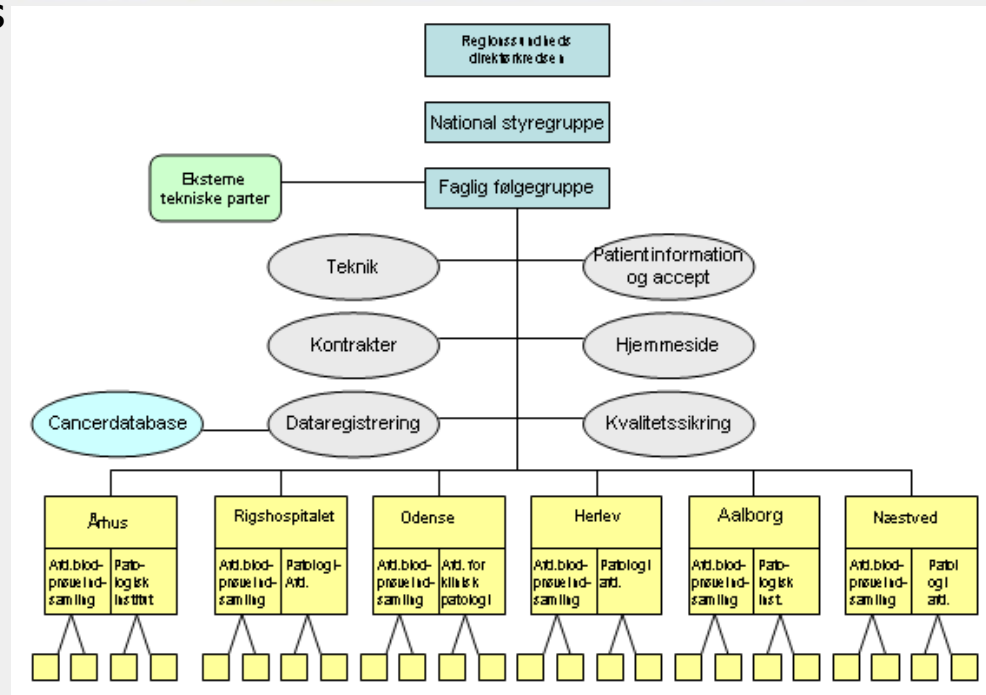 S
Regionssundheds
direktørkredsen
National styregruppe
Eksterne
tekniske parter
Faglig følgegruppe
Teknik
Patientinformation
og accept
Kontrakter
Hjemmeside
Cancerdatabase
Dataregistrering
Kvalitetssikring
Århus
Afd.blod-
prøveind-
samling
Pato-
logisk
institut
Rigshospitalet
Afd.blod-
prøveind-
samling
Patologi-
Afd.
Odense
Afd.blod-
prøveind-
samling
Afd. for
klinisk
patologi
Herlev
Afd.blod-
prøveind-
samling
Patologi
afd.
Aalborg
Afd.blod-
prøveind-
samling
Pato-
logisk
inst.
Næstved
Afd.blod-
prøveind-
samling
Patol
ogi
afd.